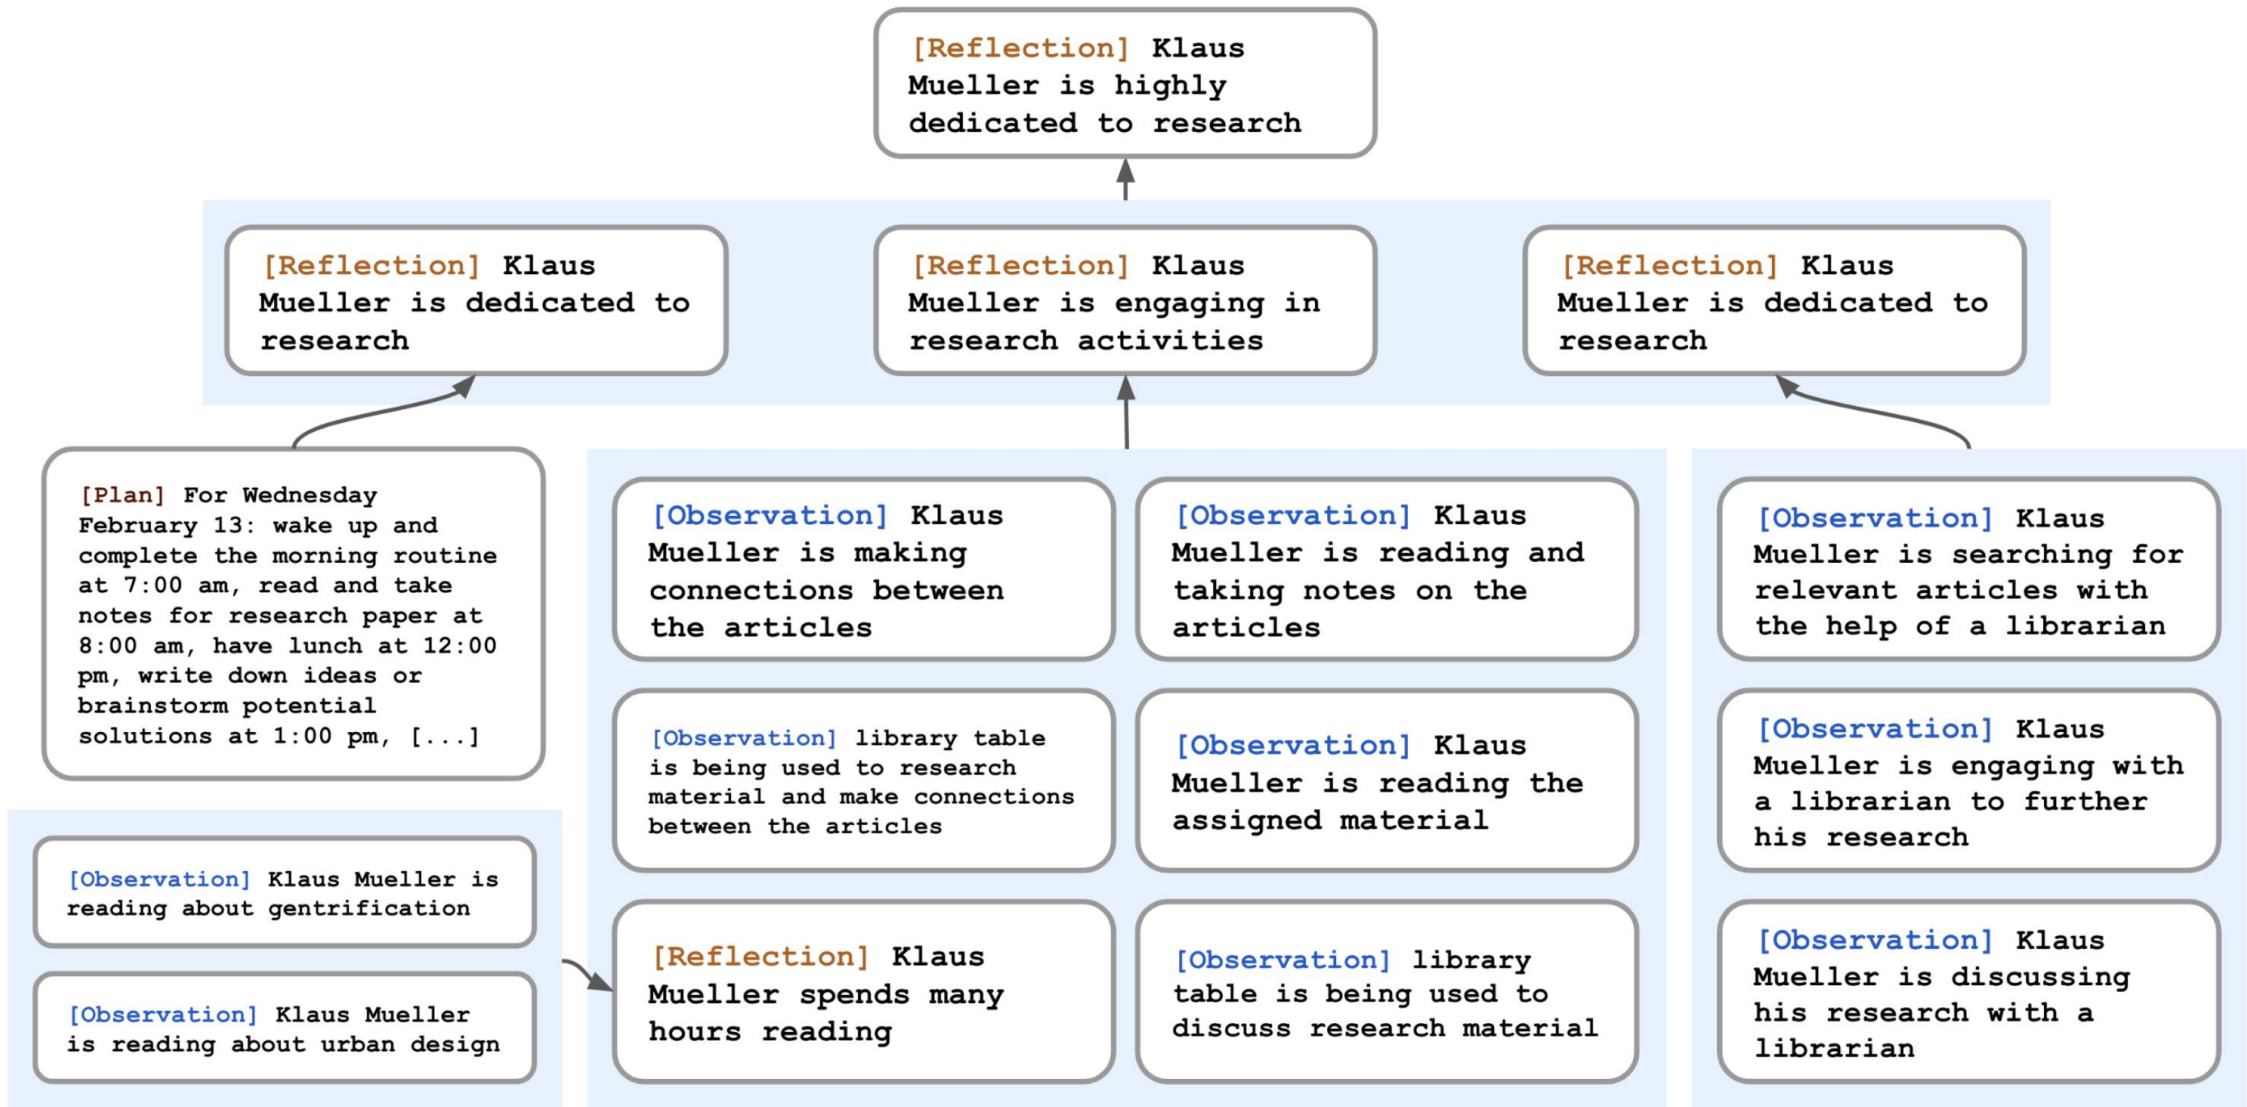 [Reflection] Klaus
Mueller is highly
dedicated to research
[Reflection] Klaus
Mueller is dedicated to
research
[Reflection] Klaus
Mueller is engaging in
research activities
[Reflection] Klaus
Mueller is dedicated to
research
[Plan] For Wednesday
February 13: wake up and
complete the morning routine
at 7:00 am, read and take
notes for research paper at
8:00 am, have lunch at 12:00
pm, write down ideas or
brainstorm potential
solutions at 1:00 pm, [...]
[Observation] Klaus Mueller is
reading about gentrification
[Observation] Klaus Mueller
is reading about urban design
[Observation] Klaus
Mueller is making
connections between
the articles
[Observation] Klaus
Mueller is reading and
taking notes on the
articles
[Observation] library table
is being used to research
material and make connections
between the articles
[Observation] Klaus
Mueller is reading the
assigned material
[Reflection] Klaus
Mueller spends many
hours reading
[Observation] library
table is being used to
discuss research material
[Observation] Klaus
Mueller is searching for
relevant articles with
the help of a librarian
[Observation] Klaus
Mueller is engaging with
a librarian to further
his research
[Observation] Klaus
Mueller is discussing
his research with a
librarian